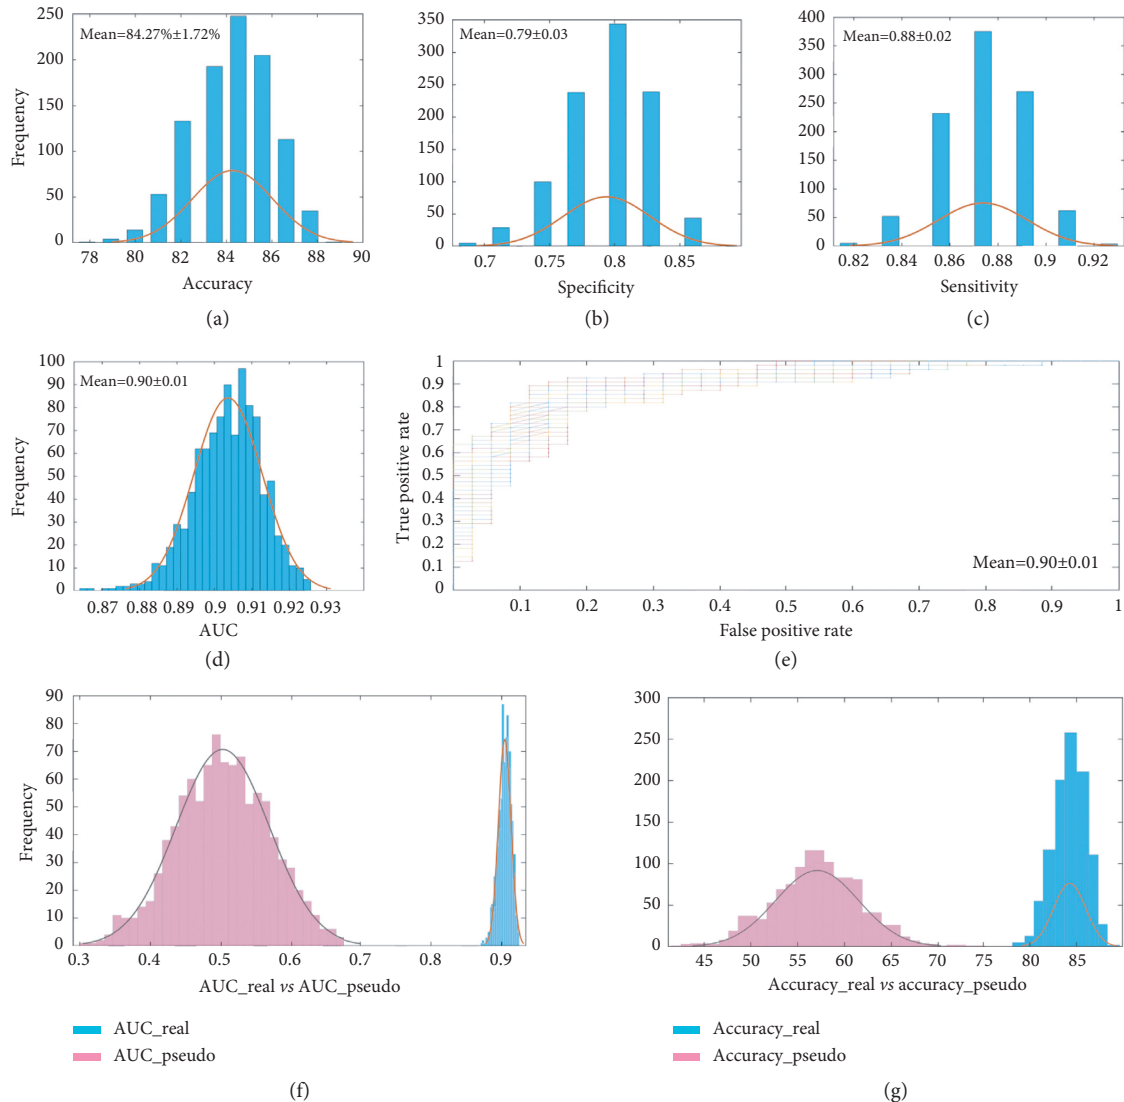 Mean=84.27%±1.72%
250
200
150
100
50
0
Frequency
78 80 82 84 86 88 90
Accuracy
(a)
Mean=0.79±0.03
350
300
250
200
150
100
50
0
0.7 0.75 0.8 0.85
Specificity
(b)
Mean=0.88±0.02
400
350
300
250
200
150
100
50
0
0.82 0.84 0.86 0.88 0.9 0.92
Sensitivity
(c)
Mean=0.90±0.01
100
90
80
70
60
50
40
30
20
10
0
Frequency
0.87 0.88 0.89 0.9 0.91 0.92 0.93
AUC
(d)
1
0.9
0.8
0.7
0.6
0.5
0.4
0.3
0.2
0.1
0
True positive rate
Mean=0.90±0.01
0.1 0.2 0.3 0.4 0.5 0.6 0.7 0.8 0.9 1
False positive rate
(e)
90
80
70
60
50
40
30
20
10
0
Frequency
0.3 0.4 0.5 0.6 0.7 0.8 0.9
AUC_real vs AUC_pseudo
AUC_real
AUC_pseudo
(f)
300
250
200
150
100
50
0
45 50 55 60 65 70 75 80 85
Accuracy_real vs accuracy_pseudo
Accuracy_real
Accuracy_pseudo
(g)